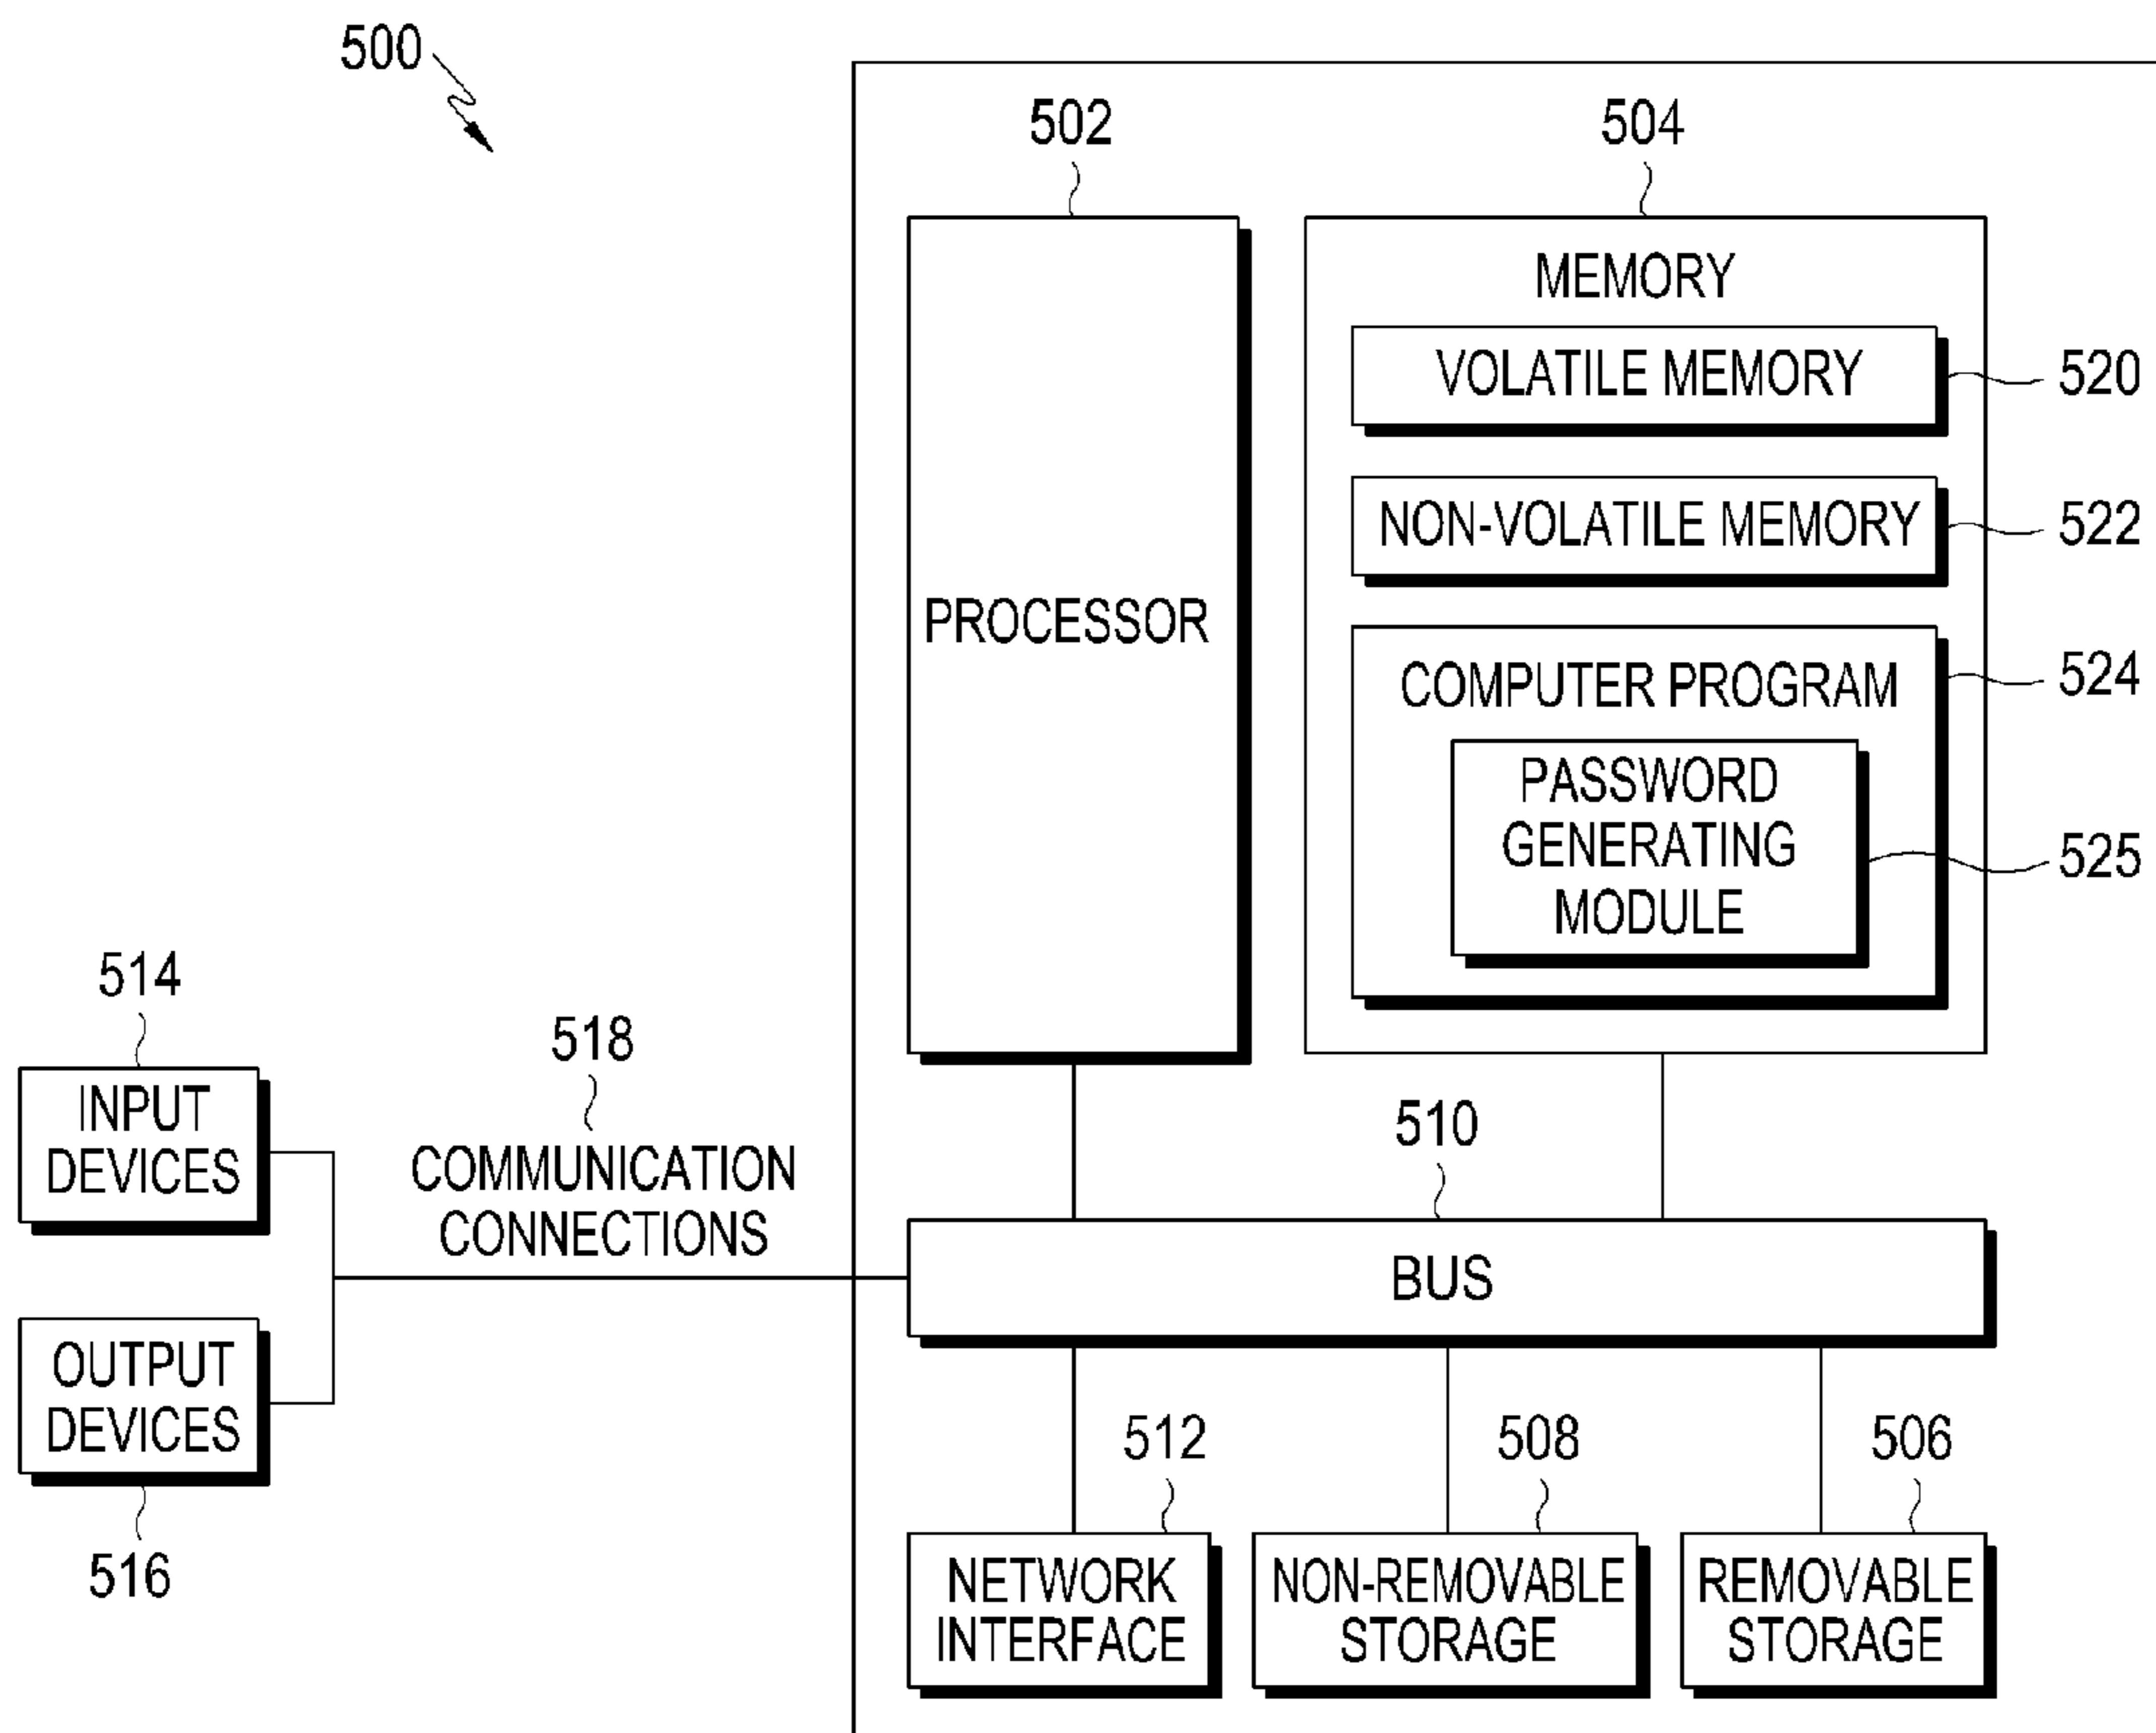 500
502
504
PROCESSOR
MEMORY
VOLATILE MEMORY
520
NON-VOLATILE MEMORY
522
COMPUTER PROGRAM
524
PASSWORD
GENERATING
MODULE
525
514
INPUT
DEVICES
518
COMMUNICATION
CONNECTIONS
510
BUS
OUTPUT
DEVICES
516
512
NETWORK
INTERFACE
508
NON-REMOVABLE
STORAGE
506
REMOVABLE
STORAGE